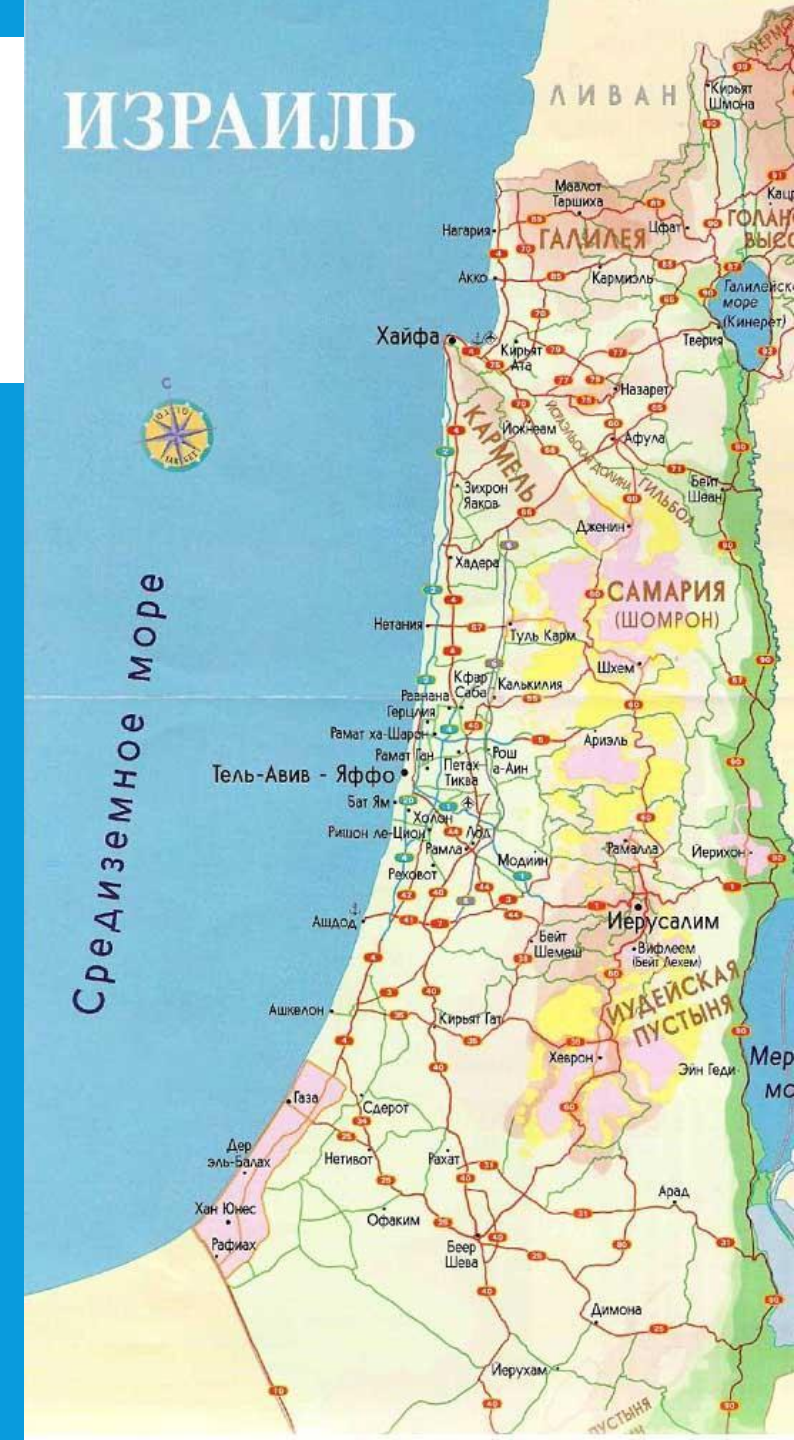 ИЗРАИЛЬ
ЛИВАН
Кирьят
Шмона
Маалот
Таршиха
Нагария
ГАЛИЛЕЯ
Цфат
Акко
Кармиэль
море
(Кинерет)
Хайфа
Кирьят
Ата
Тверия
С
Назарет
Йокнеам
Афула
КАРМЕЛЬ
ГИЛЬБОА
Бейт
Шеан
Зихрон
Яаков
Дженин
Хадера
САМАРИЯ
(ШОМРОН)
Нетания
Туль Карм
Шхем
Кфар
Саба
Калькилия
Раанана
Герцлия
Рамат ха-Шарон
Ариэль
Рамат Ган
Петах-
Тиква
Рош
а-Аин
Тель-Авив - Яффо
Бат Ям
Холон
Ришон ле-Цион
Лод
Рамла
Модиин
Рамалла
Иерихон
Реховот
Средиземное море
Ашдод
Иерусалим
Бейт
Шемеш
Вифлеем
(Бейт Лехем)
ИУДЕЙСКАЯ
ПУСТЫНЯ
Ашкелон
Кирьят Гат
Хеврон
Эйн Геди
Газа
Сдерот
Дер
эль-Балах
Нетивот
Рахат
Хан Юнес
Офаким
Арад
Рафиах
Беер
Шева
Димона
Иерухам